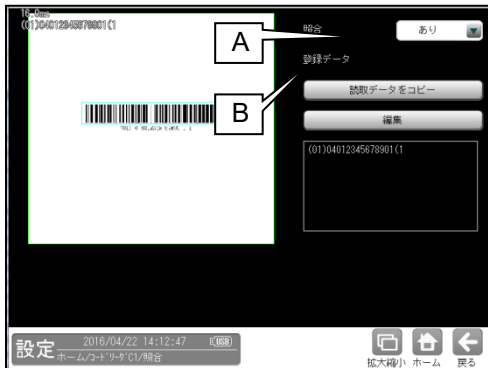 16.0ms
(01)04012345678901(1
照合
あり
A
登録データ
読取データをコピー
B
編集
(01)04012345678901(1
設定
2016/04/22 14:12:47
USB
ホーム/コードリーダC1/照合
拡大縮小
ホーム
戻る